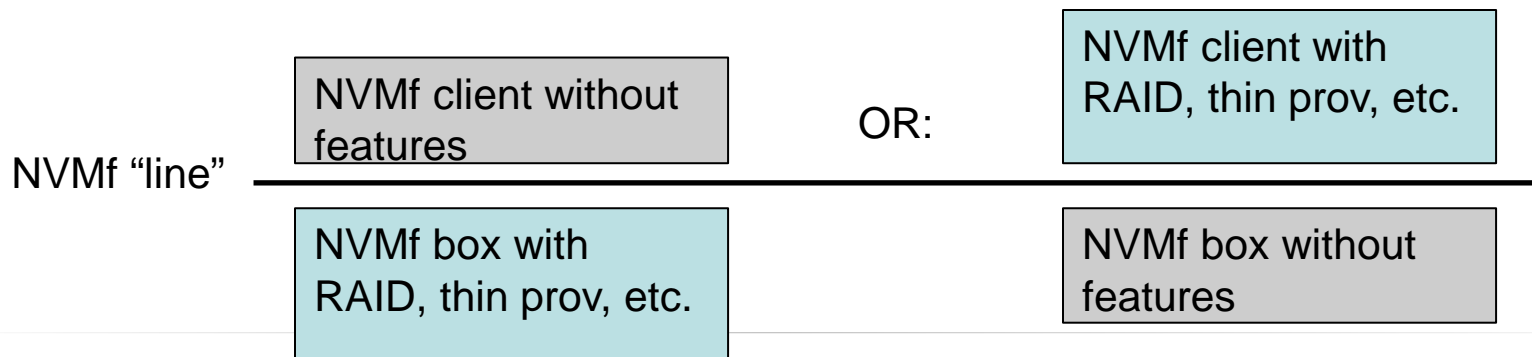 NVMf client without
features
OR:
NVMf client with
RAID, thin prov, etc.
NVMf “line”
NVMf box with
RAID, thin prov, etc.
NVMf box without
features